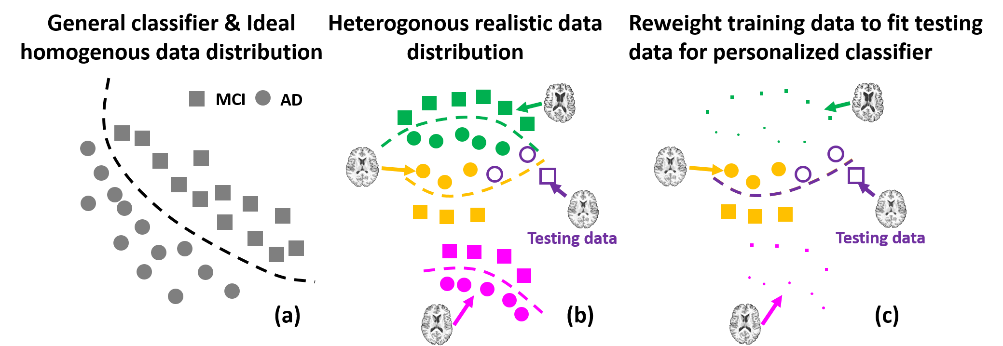 General classifier & Ideal
homogenous data distribution
MCI
AD
(a)
Heterogonous realistic data
distribution
Testing data
(b)
Reweight training data to fit testing
data for personalized classifier
Testing data
(c)